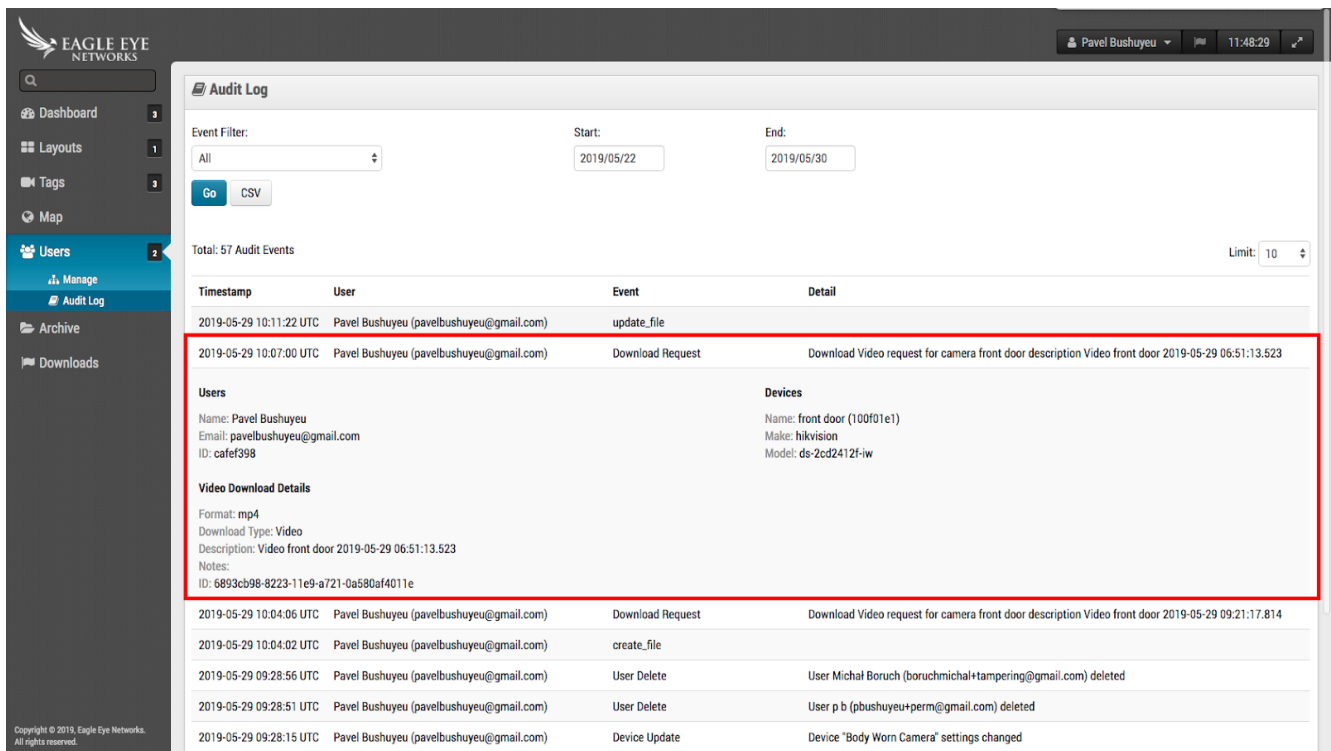 EAGLE EYE
NETWORKS
Pavel Bushuyeu
11:48:29
Dashboard 3
Layouts 1
Tags 3
Map
Users 2
Manage
Audit Log
Archive
Downloads
Copyright © 2019, Eagle Eye Networks.
All rights reserved.
Audit Log
Event Filter: Start: End:
All 2019/05/22 2019/05/30
Go CSV
Total: 57 Audit Events Limit: 10
Timestamp User Event Detail
2019-05-29 10:11:22 UTC Pavel Bushuyeu (pavelbushuyeu@gmail.com) update_file
2019-05-29 10:07:00 UTC Pavel Bushuyeu (pavelbushuyeu@gmail.com) Download Request Download Video request for camera front door description Video front door 2019-05-29 06:51:13.523
Users Devices
Name: Pavel Bushuyeu Name: front door (100f01e1)
Email: pavelbushuyeu@gmail.com Make: hikvision
ID: cafef398 Model: ds-2cd2412f-iw
Video Download Details
Format: mp4
Download Type: Video
Description: Video front door 2019-05-29 06:51:13.523
Notes:
ID: 6893cb98-8223-11e9-a721-0a580af4011e
2019-05-29 10:04:06 UTC Pavel Bushuyeu (pavelbushuyeu@gmail.com) Download Request Download Video request for camera front door description Video front door 2019-05-29 09:21:17.814
2019-05-29 10:04:02 UTC Pavel Bushuyeu (pavelbushuyeu@gmail.com) create_file
2019-05-29 09:28:56 UTC Pavel Bushuyeu (pavelbushuyeu@gmail.com) User Delete User Michał Boruch (boruchmichal+tampering@gmail.com) deleted
2019-05-29 09:28:51 UTC Pavel Bushuyeu (pavelbushuyeu@gmail.com) User Delete User p b (pbushuyeu+perm@gmail.com) deleted
2019-05-29 09:28:15 UTC Pavel Bushuyeu (pavelbushuyeu@gmail.com) Device Update Device "Body Worn Camera" settings changed